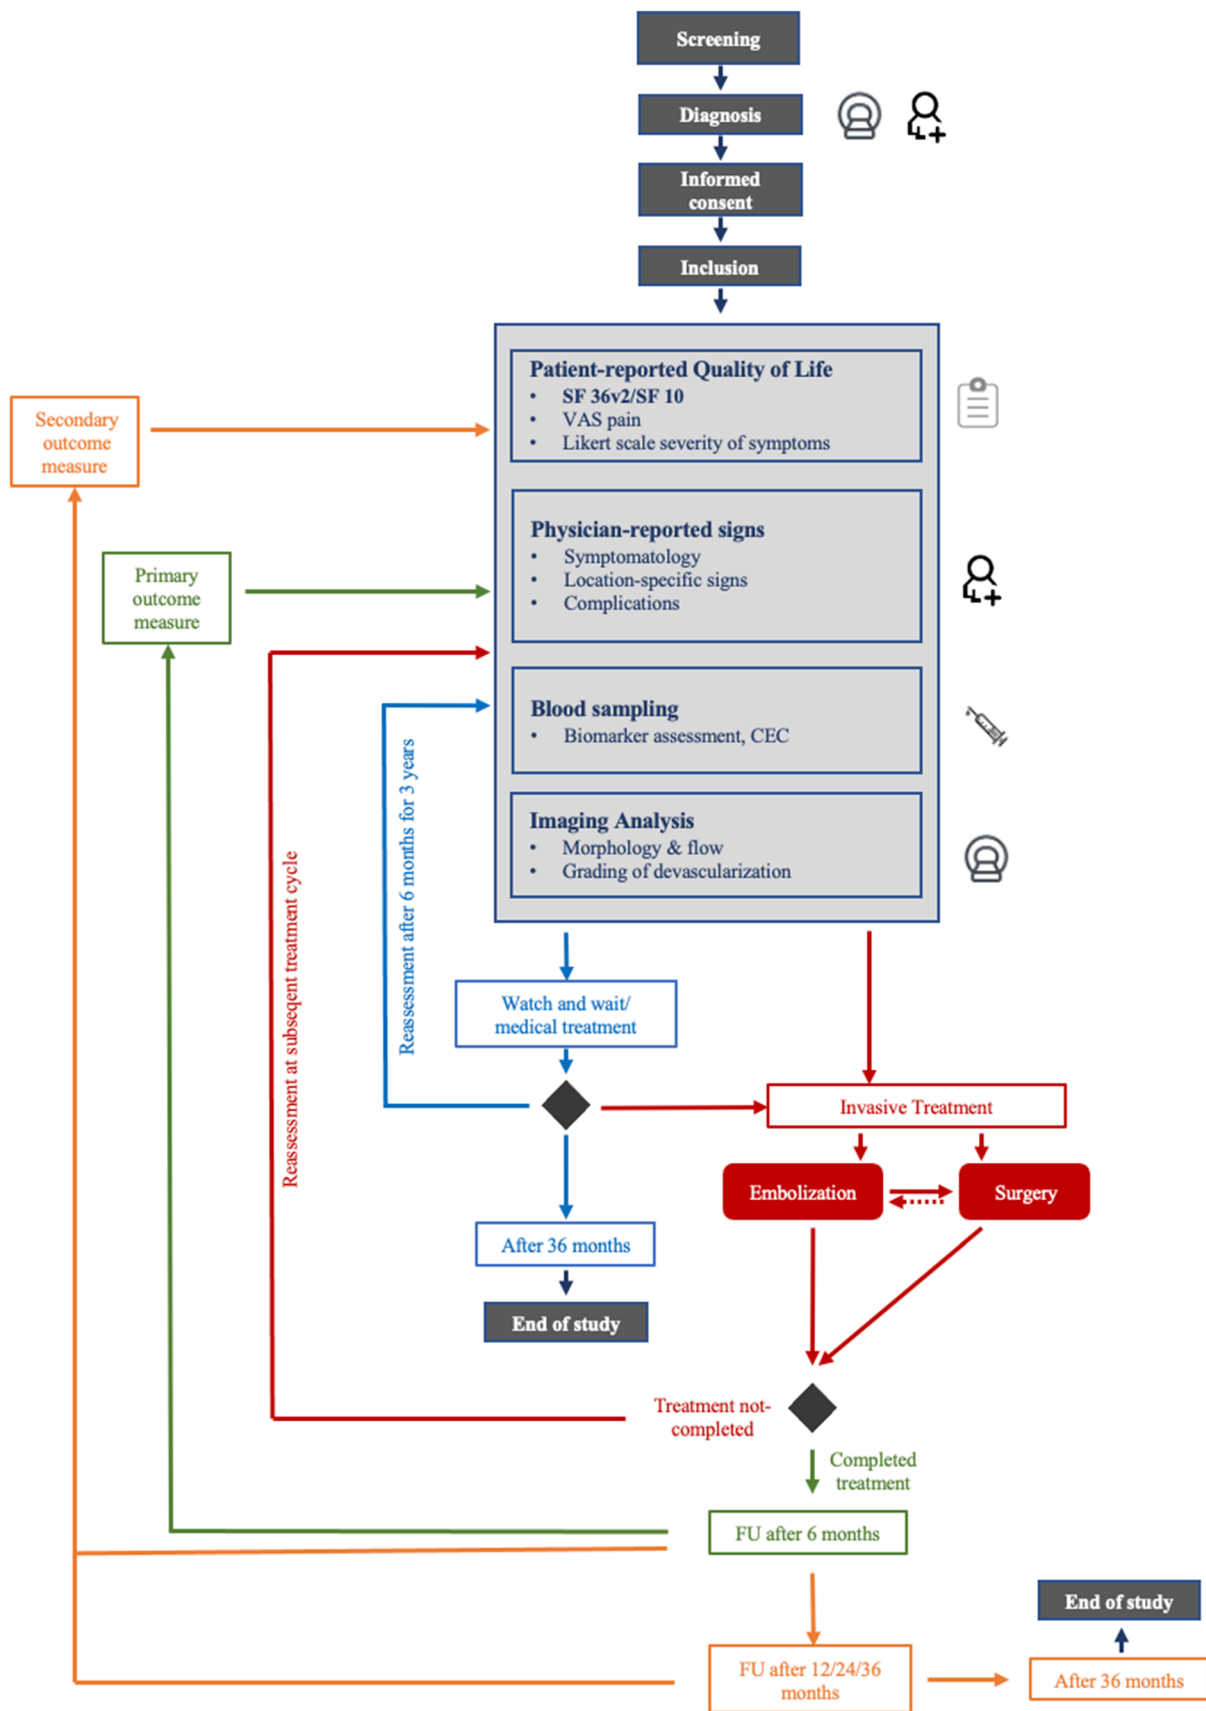 Screening
Diagnosis
Informed
consent
Inclusion
Patient-reported Quality of Life
• SF 36v2/SF 10
• VAS pain
• Likert scale severity of symptoms
Secondary
outcome
measure
Physician-reported signs
• Symptomatology
• Location-specific signs
• Complications
Primary
outcome
measure
Blood sampling
• Biomarker assessment, CEC
Imaging Analysis
• Morphology & flow
• Grading of devascularization
Reassessment at subseqent treatment cycle
Reassessment after 6 months for 3 years
Watch and wait/
medical treatment
Invasive Treatment
Embolization
Surgery
After 36 months
End of study
Treatment not-
completed
Completed
treatment
FU after 6 months
End of study
FU after 12/24/36
months
After 36 months